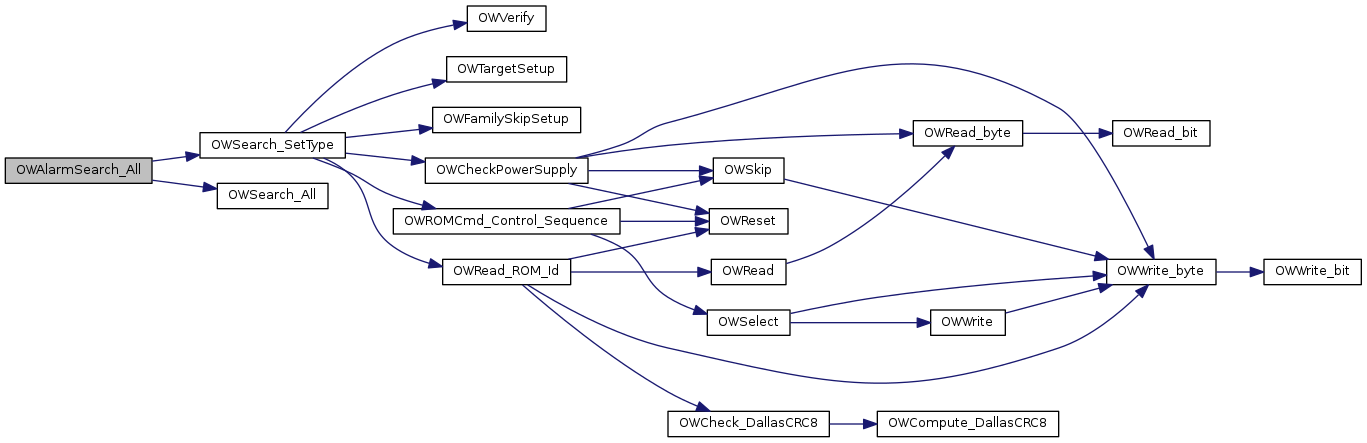 OWVerify
OWTargetSetup
OWFamilySkipSetup
OWRead_byte
OWRead_bit
OWSearch_SetType
OWAlarmSearch_All
OWCheckPowerSupply
OWSkip
OWSearch_All
OWROMCmd_Control_Sequence
OWReset
OWRead_ROM_Id
OWRead
OWWrite_byte
OWWrite_bit
OWSelect
OWWrite
OWCheck_DallasCRC8
OWCompute_DallasCRC8